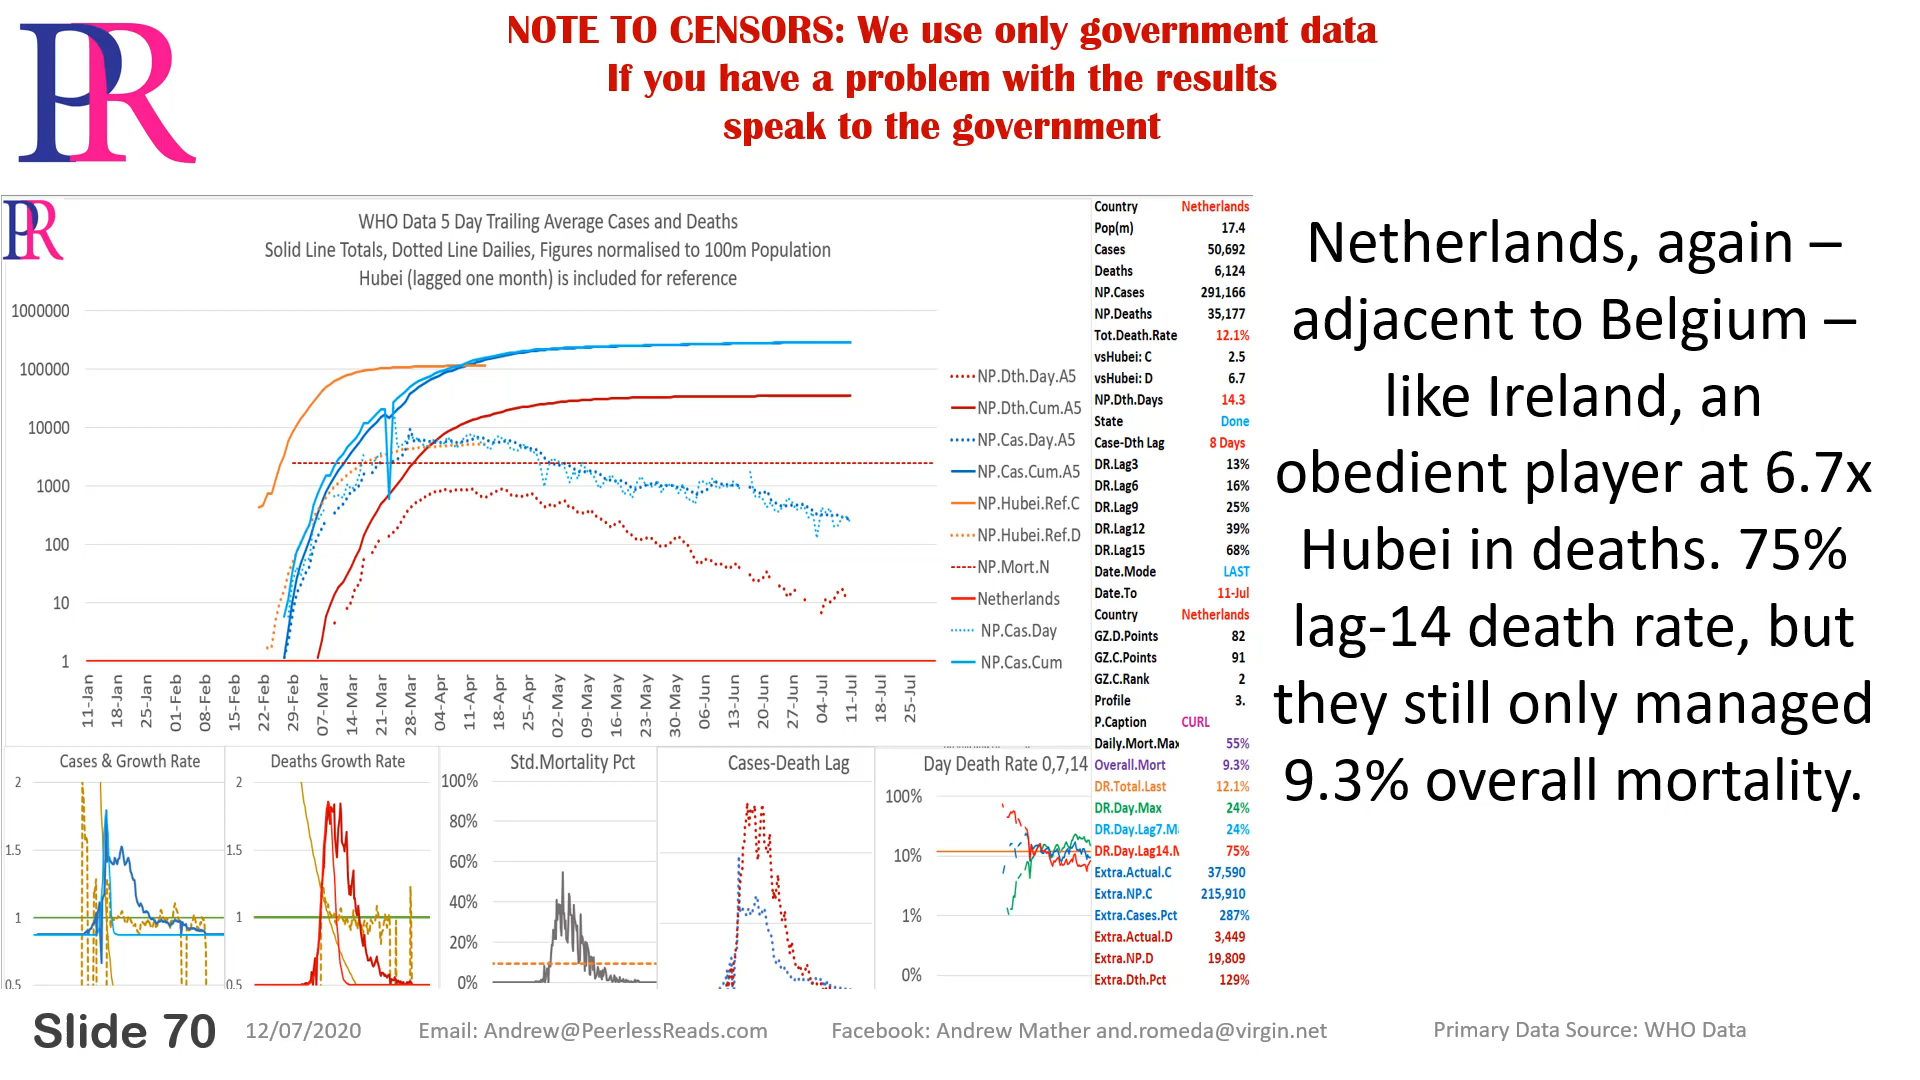 PR
NOTE TO CENSORS: We use only government data
If you have a problem with the results
speak to the government
PR
WHO Data 5 Day Trailing Average Cases and Deaths
Solid Line Totals, Dotted Line Dailies, Figures normalised to 100m Population
Hubei (lagged one month) is included for reference
1000000
100000
10000
1000
100
10
1
11-Jan
18-Jan
25-Jan
01-Feb
08-Feb
15-Feb
22-Feb
29-Feb
07-Mar
14-Mar
21-Mar
28-Mar
04-Apr
11-Apr
18-Apr
25-Apr
02-May
09-May
16-May
23-May
30-May
06-Jun
13-Jun
20-Jun
27-Jun
04-Jul
11-Jul
18-Jul
25-Jul
NP.Dth.Day.A5
NP.Dth.Cum.A5
NP.Cas.Day.A5
NP.Cas.Cum.A5
NP.Hubei.Ref.C
NP.Hubei.Ref.D
NP.Mort.N
Netherlands
NP.Cas.Day
NP.Cas.Cum
Country Netherlands
Pop(m) 17.4
Cases 50,692
Deaths 6,124
NP.Cases 291,166
NP.Deaths 35,177
Tot.Death.Rate 12.1%
vsHubei: C 2.5
vsHubei: D 6.7
NP.Dth.Days 14.3
State Done
Case-Dth Lag 8 Days
DR.Lag3 13%
DR.Lag6 16%
DR.Lag9 25%
DR.Lag12 39%
DR.Lag15 68%
Date.Mode LAST
Date.To 11-Jul
Country Netherlands
GZ.D.Points 82
GZ.C.Points 91
GZ.C.Rank 2
Profile 3.
P.Caption CURL
Daily.Mort.Max 55%
Overall.Mort 9.3%
DR.Total.Last 12.1%
DR.Day.Max 24%
DR.Day.Lag7.M 24%
DR.Day.Lag14.M 75%
Extra.Actual.C 37,590
Extra.NP.C 215,910
Extra.Cases.Pct 287%
Extra.Actual.D 3,449
Extra.NP.D 19,809
Extra.Dth.Pct 129%
Cases & Growth Rate
2
1.5
1
0.5
Deaths Growth Rate
2
1.5
1
0.5
Std.Mortality Pct
100%
80%
60%
40%
20%
0%
Cases-Death Lag
Day Death Rate 0,7,14
100%
10%
1%
0%
Netherlands, again –
adjacent to Belgium –
like Ireland, an
obedient player at 6.7x
Hubei in deaths. 75%
lag-14 death rate, but
they still only managed
9.3% overall mortality.
Slide 70 12/07/2020 Email: Andrew@PeerlessReads.com Facebook: Andrew Mather and.romeda@virgin.net Primary Data Source: WHO Data